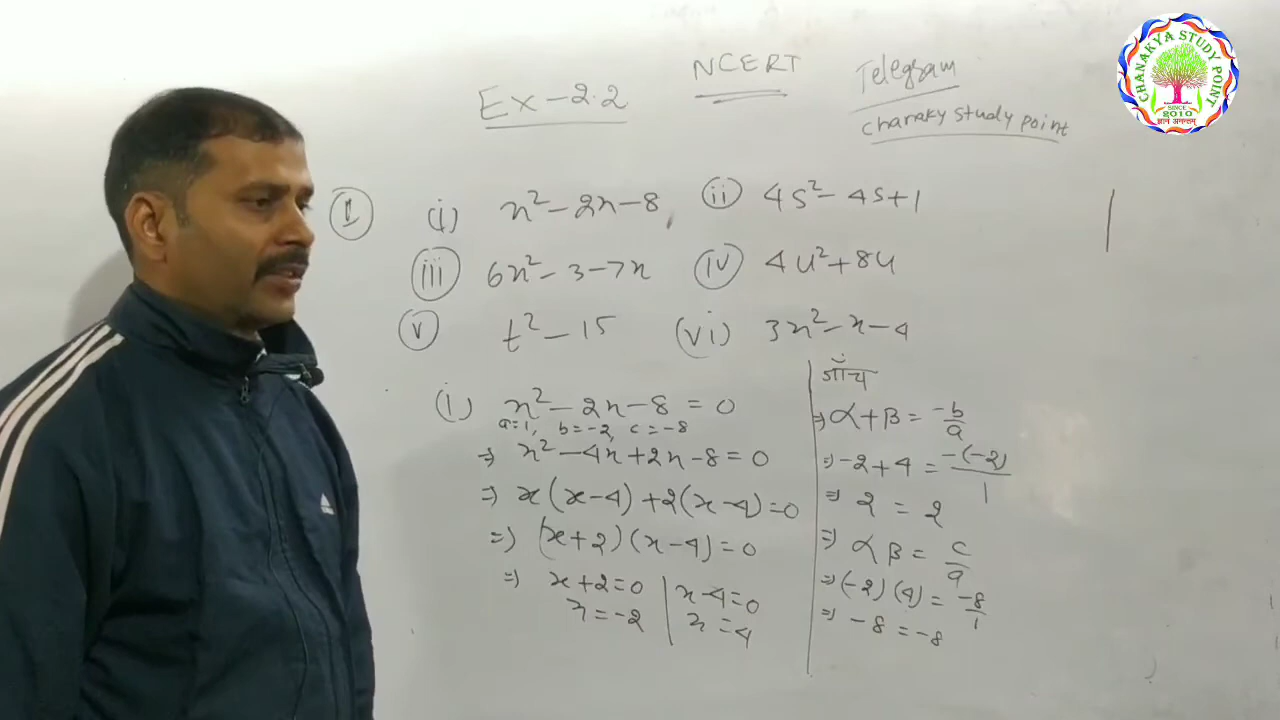 NCERT
Ex-2.2
Telegram
charaky study point
CHANAKYA STUDY POINT
SINCE
2010
ज्ञानं अनन्तम्
① (i) x²-2x-8, (ii) 4s²-4s+1
(iii) 6x²-3-7x (iv) 4u²+8u
(v) t²-15 (vi) 3x²-x-4
(i) x²-2x-8=0
a=1, b=-2, c=-8
⇒ x²-4x+2x-8=0
⇒ x(x-4)+2(x-4)=0
⇒ (x+2)(x-4)=0
⇒ x+2=0 | x-4=0
x=-2 | x=4
जाँच
⇒ α+β = -b/a
⇒ -2+4 = -(-2)/1
⇒ 2 = 2
⇒ αβ = c/a
⇒ (-2)(4) = -8/1
⇒ -8 = -8